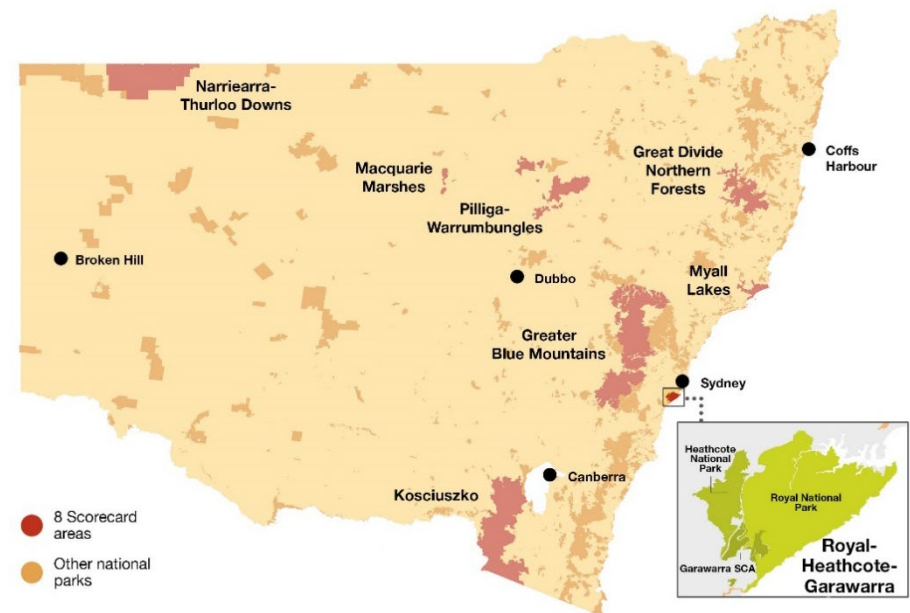 Narriearra-
Thurloo Downs
Macquarie
Marshes
Pilliga-
Warrumbungles
Great Divide
Northern
Forests
Coffs
Harbour
Broken Hill
Dubbo
Myall
Lakes
Greater
Blue Mountains
Sydney
Canberra
Kosciuszko
8 Scorecard
areas
Other national
parks
Heathcote
National
Park
Royal National
Park
Garawarra SCA
Royal-
Heathcote-
Garawarra